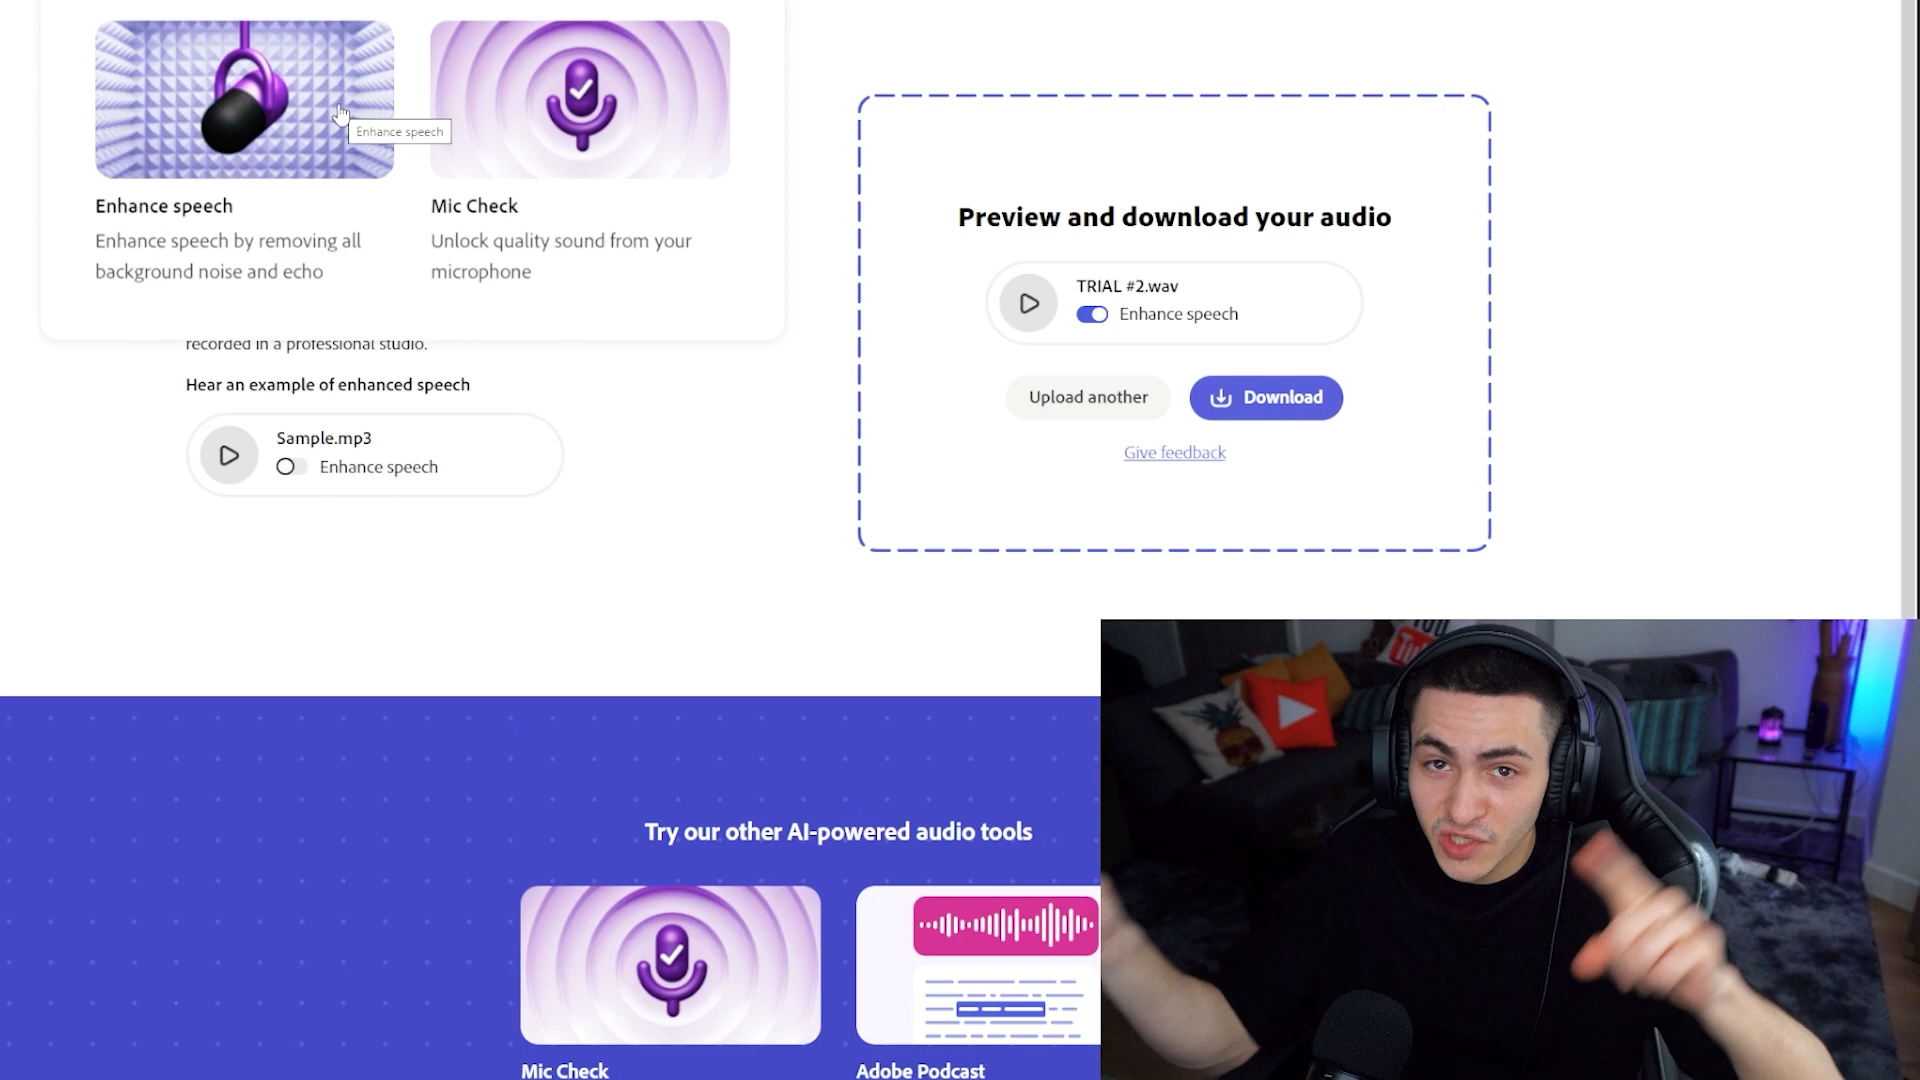 Enhance speech
Enhance speech
Enhance speech by removing all
background noise and echo
Mic Check
Unlock quality sound from your
microphone
recorded in a professional studio.
Hear an example of enhanced speech
Sample.mp3
Enhance speech
Preview and download your audio
TRIAL #2.wav
Enhance speech
Upload another
Download
Give feedback
Try our other AI-powered audio tools
Mic Check
Adobe Podcast
YOU
Tu